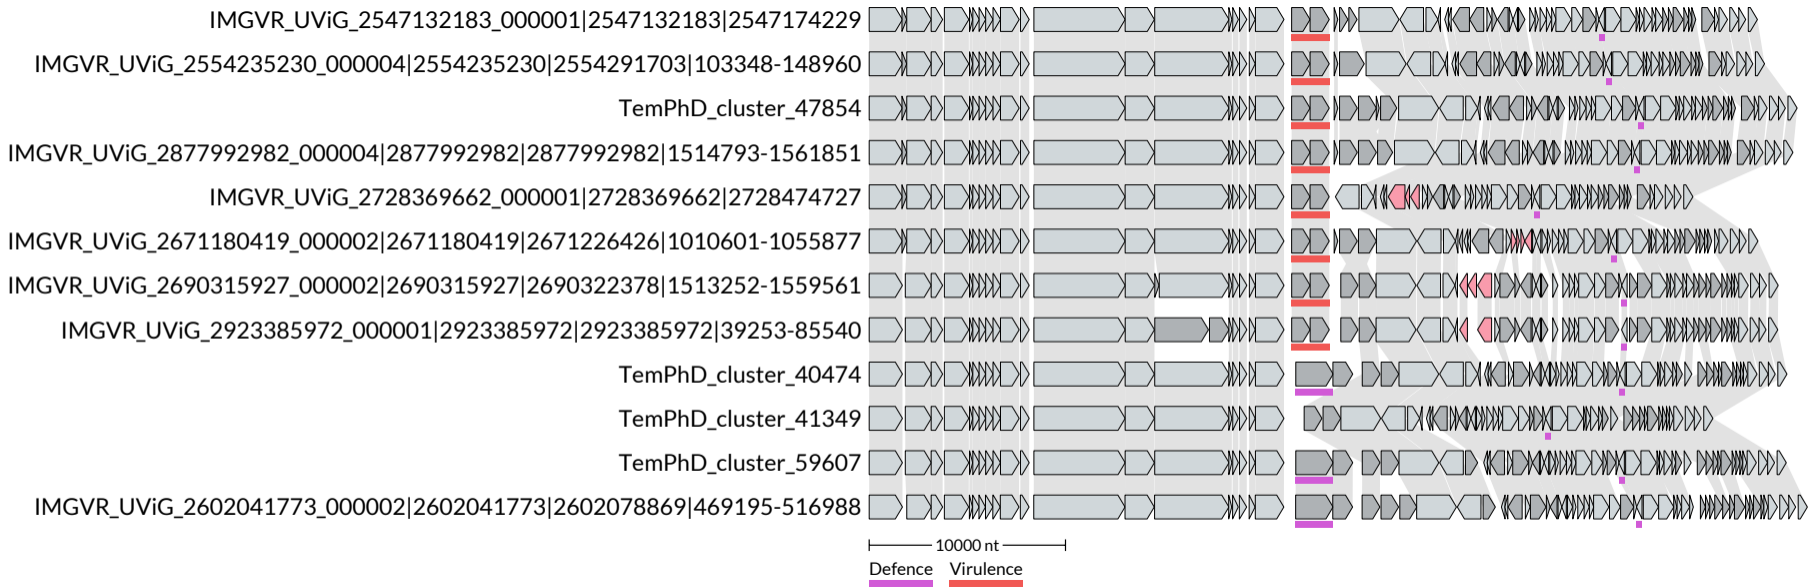 IMGVR_UViG_2547132183_000001|2547132183|2547174229
IMGVR_UViG_2554235230_000004|2554235230|2554291703|103348-148960
TemPhD_cluster_47854
IMGVR_UViG_2877992982_000004|2877992982|2877992982|1514793-1561851
IMGVR_UViG_2728369662_000001|2728369662|2728474727
IMGVR_UViG_2671180419_000002|2671180419|2671226426|1010601-1055877
IMGVR_UViG_2690315927_000002|2690315927|2690322378|1513252-1559561
IMGVR_UViG_2923385972_000001|2923385972|2923385972|39253-85540
TemPhD_cluster_40474
TemPhD_cluster_41349
TemPhD_cluster_59607
IMGVR_UViG_2602041773_000002|2602041773|2602078869|469195-516988
10000 nt
Defence Virulence